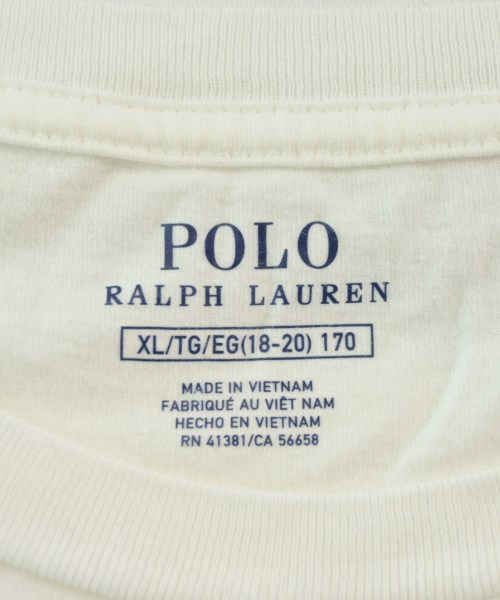 POLO
RALPH LAUREN
XL/TG/EG(18-20) 170
MADE IN VIETNAM
FABRIQUÉ AU VIÊT NAM
HECHO EN VIETNAM
RN 41381/CA 56658